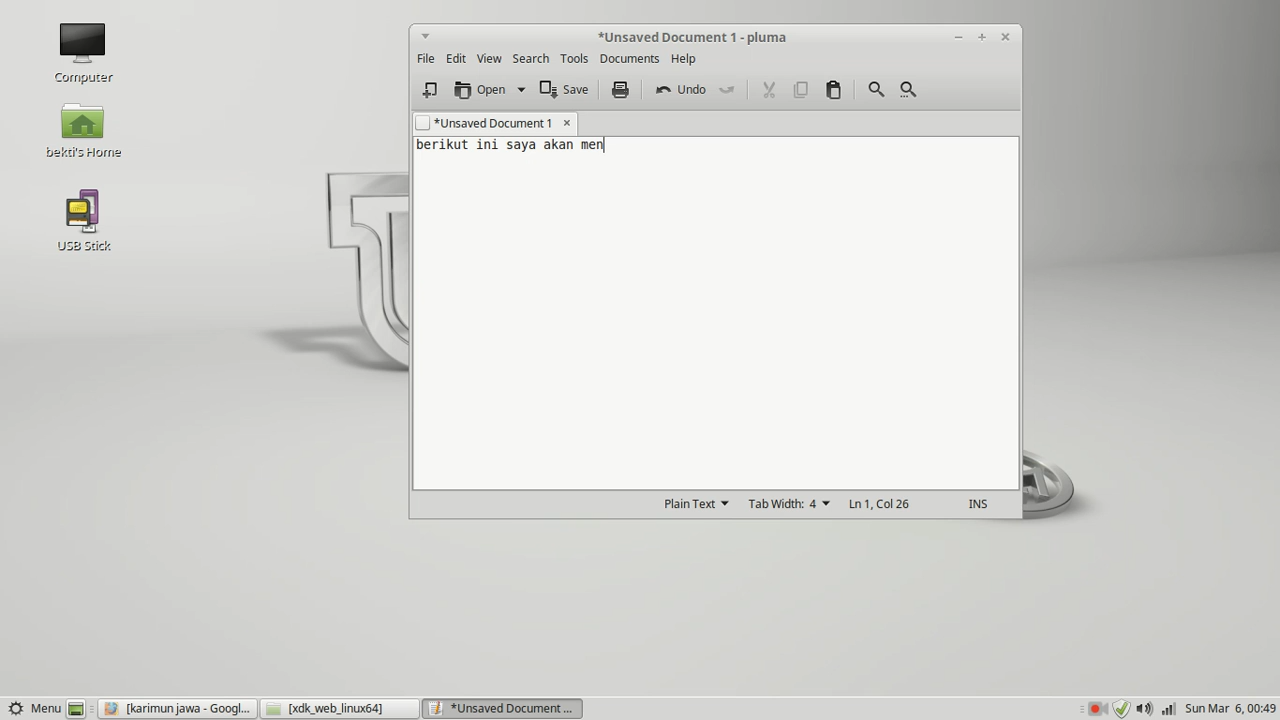 Computer
bekti's Home
USB Stick
*Unsaved Document 1 - pluma
File Edit View Search Tools Documents Help
Open Save Undo
*Unsaved Document 1
berikut ini saya akan men
Plain Text Tab Width: 4 Ln 1, Col 26 INS
Menu [karimun jawa - Googl... [xdk_web_linux64] *Unsaved Document ... Sun Mar 6, 00:49